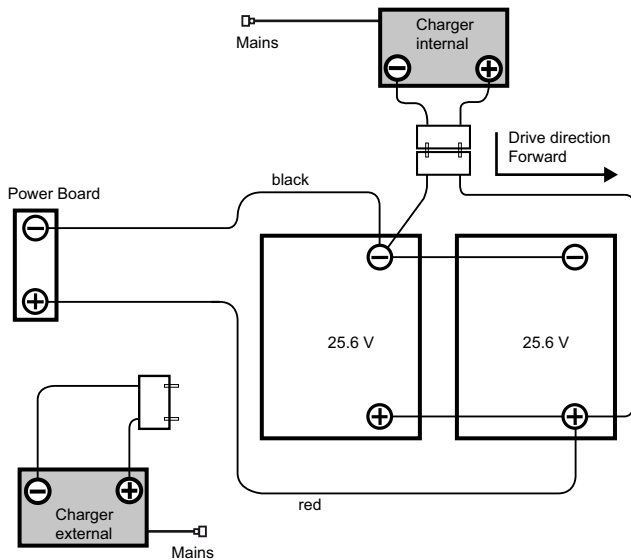 Mains
Charger
internal
−
+
Drive direction
Forward
Power Board
black
−
+
−
−
25.6 V
25.6 V
+
+
red
−
+
Charger
external
Mains